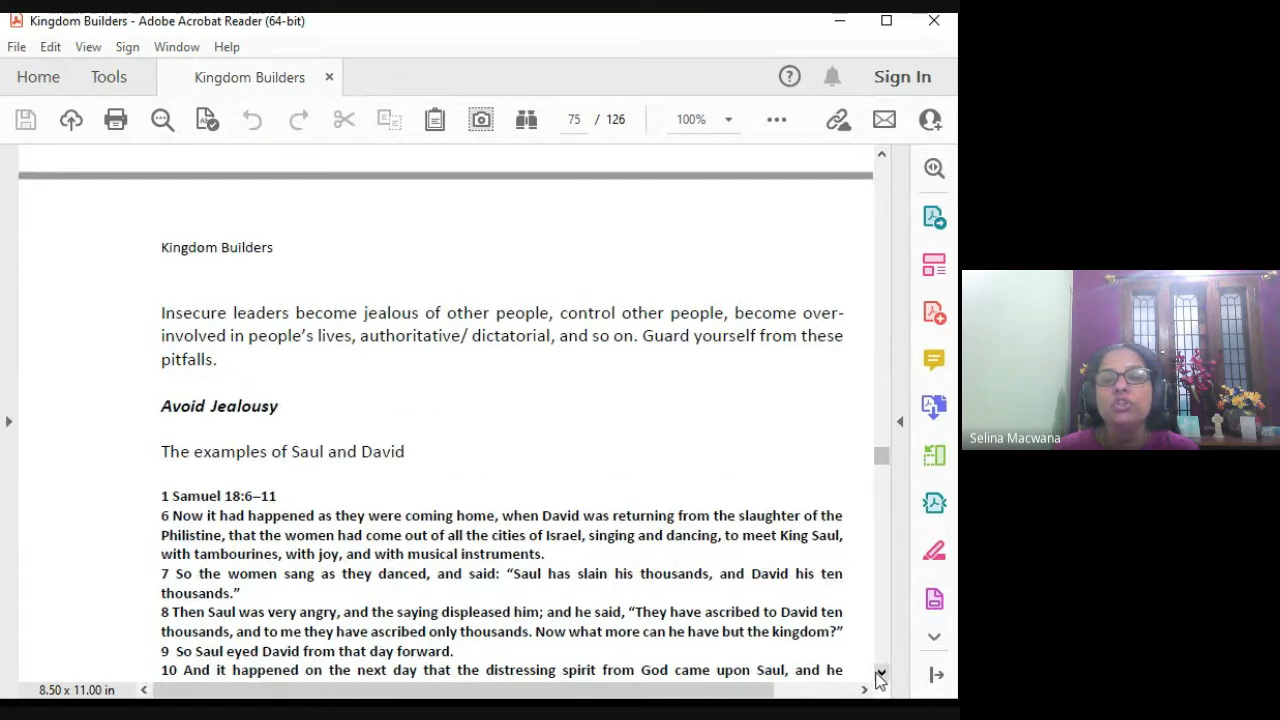 Kingdom Builders - Adobe Acrobat Reader (64-bit)
File Edit View Sign Window Help
Home Tools Kingdom Builders × Sign In
75 / 126 100%
Kingdom Builders
Insecure leaders become jealous of other people, control other people, become over-
involved in people’s lives, authoritative/ dictatorial, and so on. Guard yourself from these
pitfalls.
Avoid Jealousy
The examples of Saul and David
1 Samuel 18:6–11
6 Now it had happened as they were coming home, when David was returning from the slaughter of the
Philistine, that the women had come out of all the cities of Israel, singing and dancing, to meet King Saul,
with tambourines, with joy, and with musical instruments.
7 So the women sang as they danced, and said: “Saul has slain his thousands, and David his ten
thousands.”
8 Then Saul was very angry, and the saying displeased him; and he said, “They have ascribed to David ten
thousands, and to me they have ascribed only thousands. Now what more can he have but the kingdom?”
9 So Saul eyed David from that day forward.
10 And it happened on the next day that the distressing spirit from God came upon Saul, and he
8.50 x 11.00 in
Selina Macwana